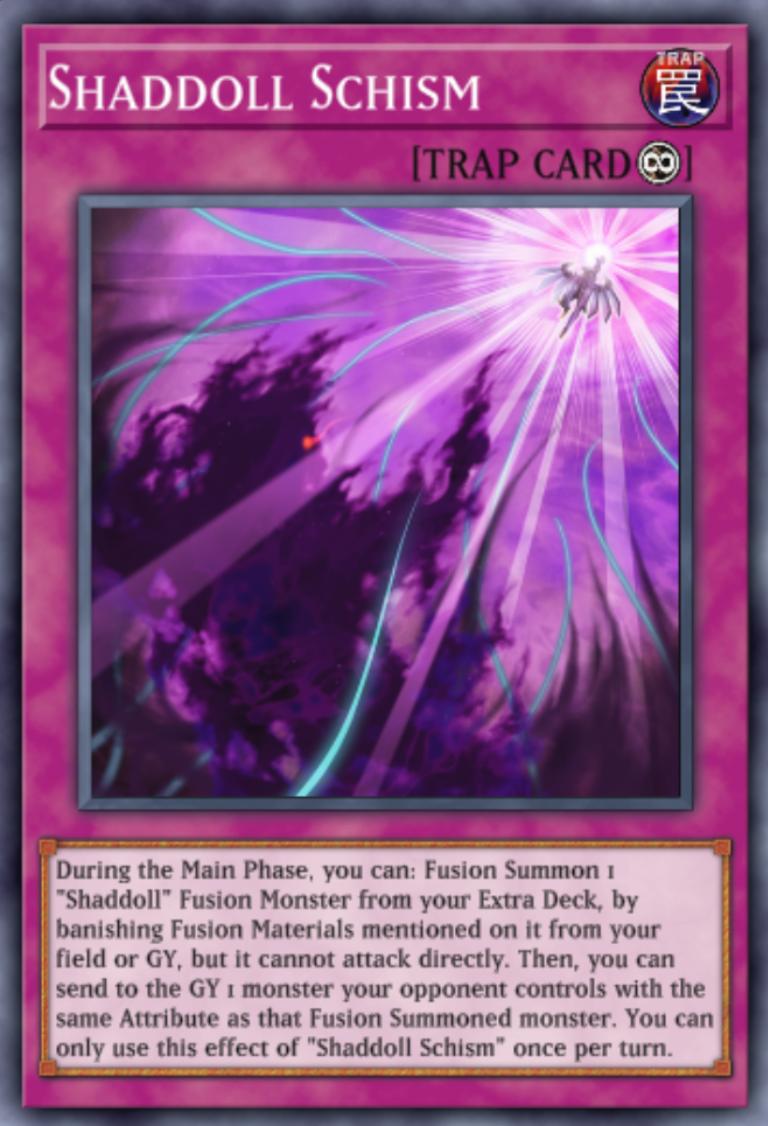 SHADDOLL SCHISM
TRAP
罠
[TRAP CARD∞]
During the Main Phase, you can: Fusion Summon 1
"Shaddoll" Fusion Monster from your Extra Deck, by
banishing Fusion Materials mentioned on it from your
field or GY, but it cannot attack directly. Then, you can
send to the GY 1 monster your opponent controls with the
same Attribute as that Fusion Summoned monster. You can
only use this effect of "Shaddoll Schism" once per turn.